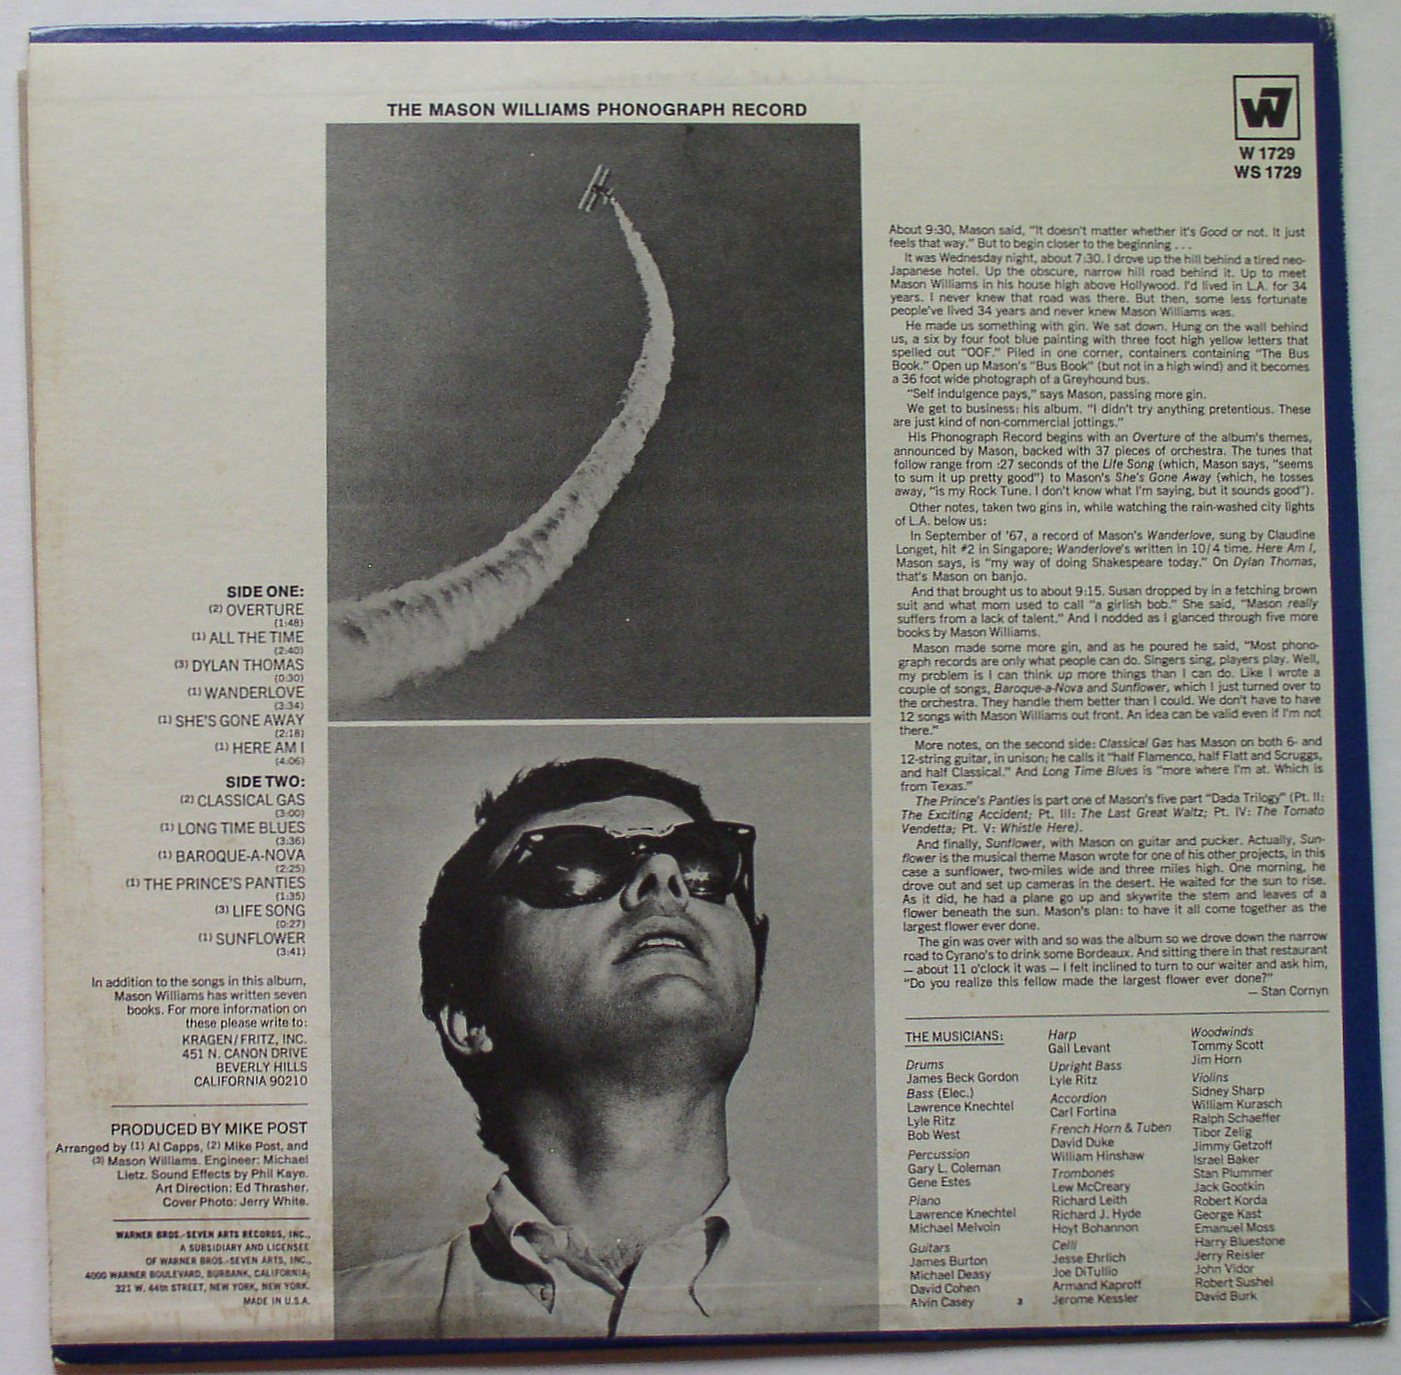 THE MASON WILLIAMS PHONOGRAPH RECORD
W7
W 1729
WS 1729
SIDE ONE:
(2) OVERTURE
(1:48)
(1) ALL THE TIME
(2:40)
(3) DYLAN THOMAS
(0:30)
(1) WANDERLOVE
(3:34)
(1) SHE'S GONE AWAY
(2:18)
(1) HERE AM I
(4:06)
SIDE TWO:
(2) CLASSICAL GAS
(3:00)
(1) LONG TIME BLUES
(3:36)
(1) BAROQUE-A-NOVA
(2:25)
(1) THE PRINCE'S PANTIES
(1:35)
(3) LIFE SONG
(0:27)
(1) SUNFLOWER
(3:41)
In addition to the songs in this album,
Mason Williams has written seven
books. For more information on
these please write to:
KRAGEN/FRITZ, INC.
451 N. CANON DRIVE
BEVERLY HILLS
CALIFORNIA 90210
PRODUCED BY MIKE POST
Arranged by (1) Al Capps, (2) Mike Post, and
(3) Mason Williams. Engineer: Michael
Lietz. Sound Effects by Phil Kaye.
Art Direction: Ed Thrasher.
Cover Photo: Jerry White.
WARNER BROS.-SEVEN ARTS RECORDS, INC.,
A SUBSIDIARY AND LICENSEE
OF WARNER BROS.-SEVEN ARTS, INC.,
4000 WARNER BOULEVARD, BURBANK, CALIFORNIA;
321 W. 44th STREET, NEW YORK, NEW YORK.
MADE IN U.S.A.
About 9:30, Mason said, "It doesn't matter whether it's Good or not. It just
feels that way." But to begin closer to the beginning . . .
It was Wednesday night, about 7:30. I drove up the hill behind a tired neo-
Japanese hotel. Up the obscure, narrow hill road behind it. Up to meet
Mason Williams in his house high above Hollywood. I'd lived in L.A. for 34
years. I never knew that road was there. But then, some less fortunate
people've lived 34 years and never knew Mason Williams was.
He made us something with gin. We sat down. Hung on the wall behind
us, a six by four foot blue painting with three foot high yellow letters that
spelled out "OOF." Piled in one corner, containers containing "The Bus
Book." Open up Mason's "Bus Book" (but not in a high wind) and it becomes
a 36 foot wide photograph of a Greyhound bus.
"Self indulgence pays," says Mason, passing more gin.
We get to business: his album. "I didn't try anything pretentious. These
are just kind of non-commercial jottings."
His Phonograph Record begins with an Overture of the album's themes,
announced by Mason, backed with 37 pieces of orchestra. The tunes that
follow range from :27 seconds of the Life Song (which, Mason says, "seems
to sum it up pretty good") to Mason's She's Gone Away (which, he tosses
away, "is my Rock Tune. I don't know what I'm saying, but it sounds good").
Other notes, taken two gins in, while watching the rain-washed city lights
of L.A. below us:
In September of '67, a record of Mason's Wanderlove, sung by Claudine
Longet, hit #2 in Singapore; Wanderlove's written in 10/4 time. Here Am I,
Mason says, is "my way of doing Shakespeare today." On Dylan Thomas,
that's Mason on banjo.
And that brought us to about 9:15. Susan dropped by in a fetching brown
suit and what mom used to call "a girlish bob." She said, "Mason really
suffers from a lack of talent." And I nodded as I glanced through five more
books by Mason Williams.
Mason made some more gin, and as he poured he said, "Most phono-
graph records are only what people can do. Singers sing, players play. Well,
my problem is I can think up more things than I can do. Like I wrote a
couple of songs, Baroque-a-Nova and Sunflower, which I just turned over to
the orchestra. They handle them better than I could. We don't have to have
12 songs with Mason Williams out front. An idea can be valid even if I'm not
there."
More notes, on the second side: Classical Gas has Mason on both 6- and
12-string guitar, in unison; he calls it "half Flamenco, half Flatt and Scruggs,
and half Classical." And Long Time Blues is "more where I'm at. Which is
from Texas."
The Prince's Panties is part one of Mason's five part "Dada Trilogy" (Pt. II:
The Exciting Accident; Pt. III: The Last Great Waltz; Pt. IV: The Tomato
Vendetta; Pt. V: Whistle Here).
And finally, Sunflower, with Mason on guitar and pucker. Actually, Sun-
flower is the musical theme Mason wrote for one of his other projects, in this
case a sunflower, two-miles wide and three miles high. One morning, he
drove out and set up cameras in the desert. He waited for the sun to rise.
As it did, he had a plane go up and skywrite the stem and leaves of a
flower beneath the sun. Mason's plan: to have it all come together as the
largest flower ever done.
The gin was over with and so was the album so we drove down the narrow
road to Cyrano's to drink some Bordeaux. And sitting there in that restaurant
— about 11 o'clock it was — I felt inclined to turn to our waiter and ask him,
"Do you realize this fellow made the largest flower ever done?"
— Stan Cornyn
THE MUSICIANS:
Drums
James Beck Gordon
Bass (Elec.)
Lawrence Knechtel
Lyle Ritz
Bob West
Percussion
Gary L. Coleman
Gene Estes
Piano
Lawrence Knechtel
Michael Melvoin
Guitars
James Burton
Michael Deasy
David Cohen
Alvin Casey
3
Harp
Gail Levant
Upright Bass
Lyle Ritz
Accordion
Carl Fortina
French Horn & Tuben
David Duke
William Hinshaw
Trombones
Lew McCreary
Richard Leith
Richard J. Hyde
Hoyt Bohannon
Celli
Jesse Ehrlich
Joe DiTullio
Armand Kaproff
Jerome Kessler
Woodwinds
Tommy Scott
Jim Horn
Violins
Sidney Sharp
William Kurasch
Ralph Schaeffer
Tibor Zelig
Jimmy Getzoff
Israel Baker
Stan Plummer
Jack Gootkin
Robert Korda
George Kast
Emanuel Moss
Harry Bluestone
Jerry Reisler
John Vidor
Robert Sushel
David Burk